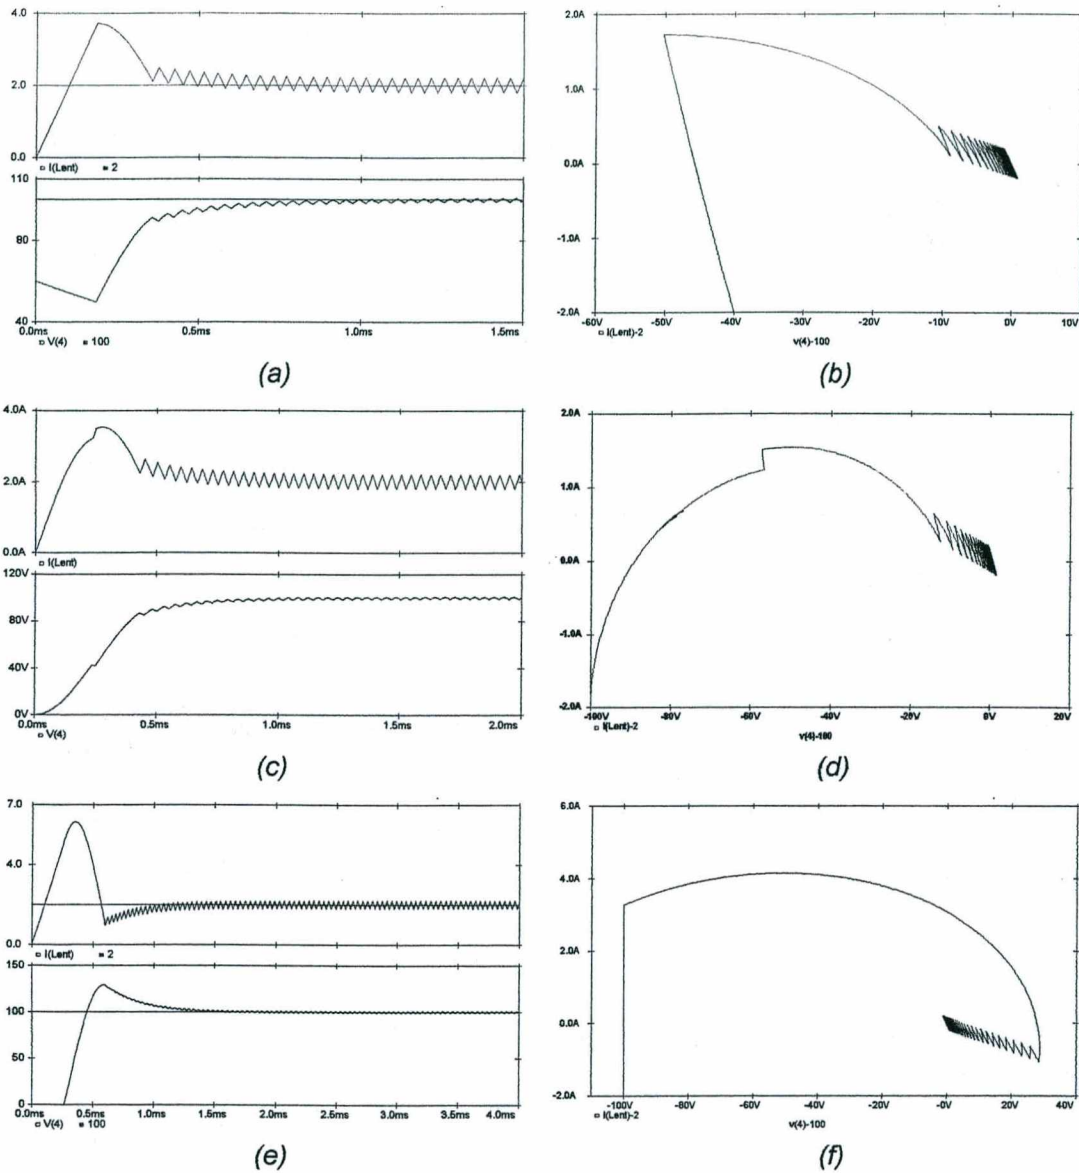 4.0
2.0
0.0
I(Lent) 2
110
80
40
0.0ms 0.5ms 1.0ms 1.5ms
V(4) 100
(a)
2.0A
1.0A
0.0A
-1.0A
-2.0A
-60V -50V -40V -30V -20V -10V 0V 10V
I(Lent)-2
v(4)-100
(b)
4.0A
2.0A
0.0A
I(Lent)
120V
80V
40V
0V
0.0ms 0.5ms 1.0ms 1.5ms 2.0ms
V(4)
(c)
2.0A
1.0A
0.0A
-1.0A
-2.0A
-100V -80V -60V -40V -20V 0V 20V
I(Lent)-2
v(4)-100
(d)
7.0
4.0
0.0
I(Lent) 2
150
100
50
0
0.0ms 0.5ms 1.0ms 1.5ms 2.0ms 2.5ms 3.0ms 3.5ms 4.0ms
V(4) 100
(e)
6.0A
4.0A
2.0A
0.0A
-2.0A
-100V -80V -60V -40V -20V -0V 20V 40V
I(Lent)-2
v(4)-100
(f)